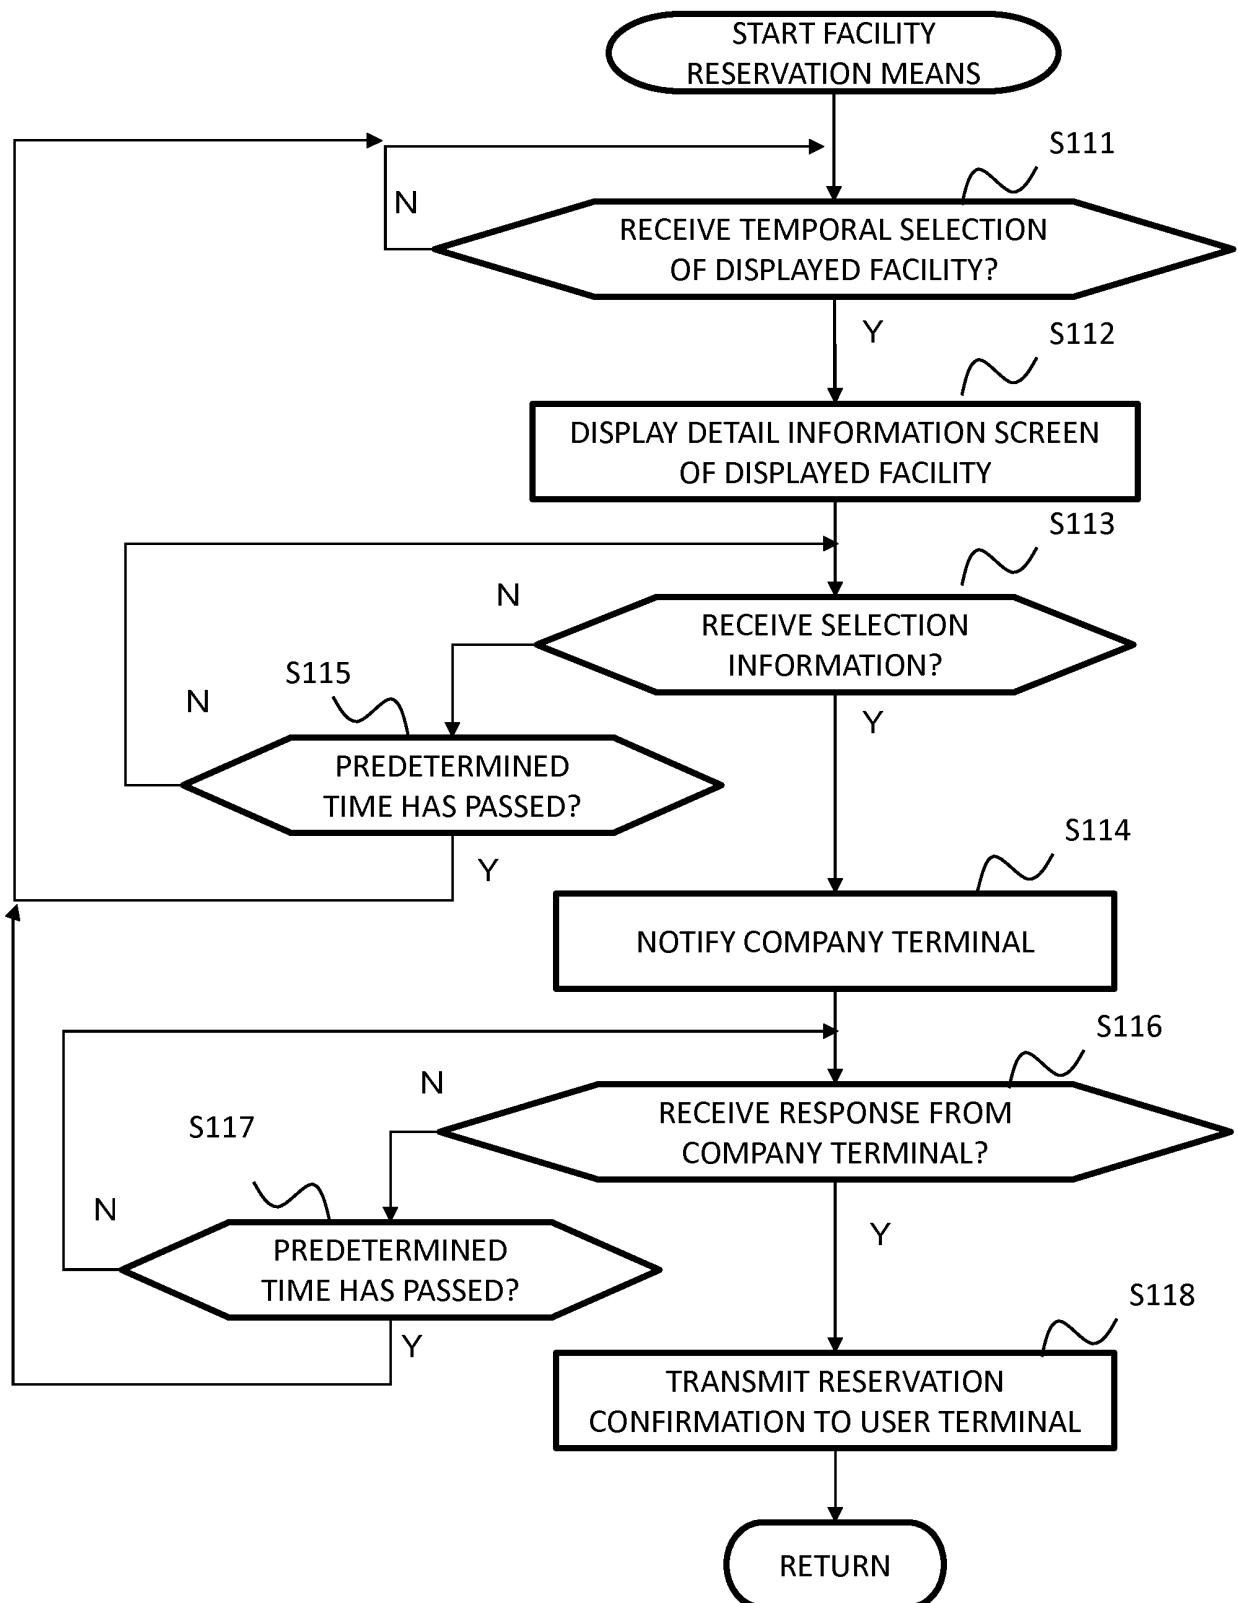 START FACILITY
RESERVATION MEANS
S111
N
RECEIVE TEMPORAL SELECTION
OF DISPLAYED FACILITY?
Y
S112
DISPLAY DETAIL INFORMATION SCREEN
OF DISPLAYED FACILITY
S113
N
RECEIVE SELECTION
INFORMATION?
S115
N
Y
PREDETERMINED
TIME HAS PASSED?
Y
S114
NOTIFY COMPANY TERMINAL
S116
N
RECEIVE RESPONSE FROM
COMPANY TERMINAL?
S117
N
Y
PREDETERMINED
TIME HAS PASSED?
Y
S118
TRANSMIT RESERVATION
CONFIRMATION TO USER TERMINAL
RETURN